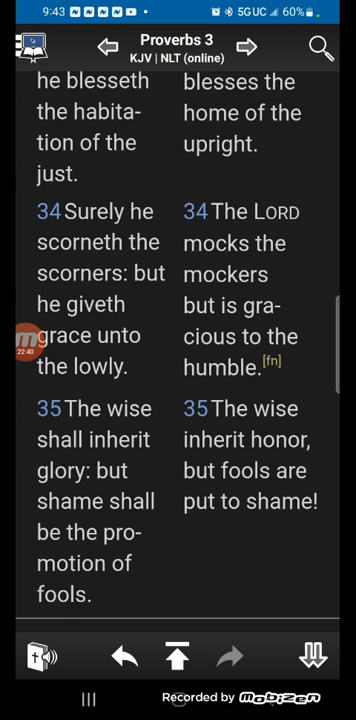 9:43 5GUC 60%
Proverbs 3
KJV | NLT (online)
he blesseth
the habita-
tion of the
just.
34 Surely he
scorneth the
scorners: but
he giveth
grace unto
the lowly.
35 The wise
shall inherit
glory: but
shame shall
be the pro-
motion of
fools.
blesses the
home of the
upright.
34 The LORD
mocks the
mockers
but is gra-
cious to the
humble.[fn]
35 The wise
inherit honor,
but fools are
put to shame!
22:40
Recorded by Mobizen